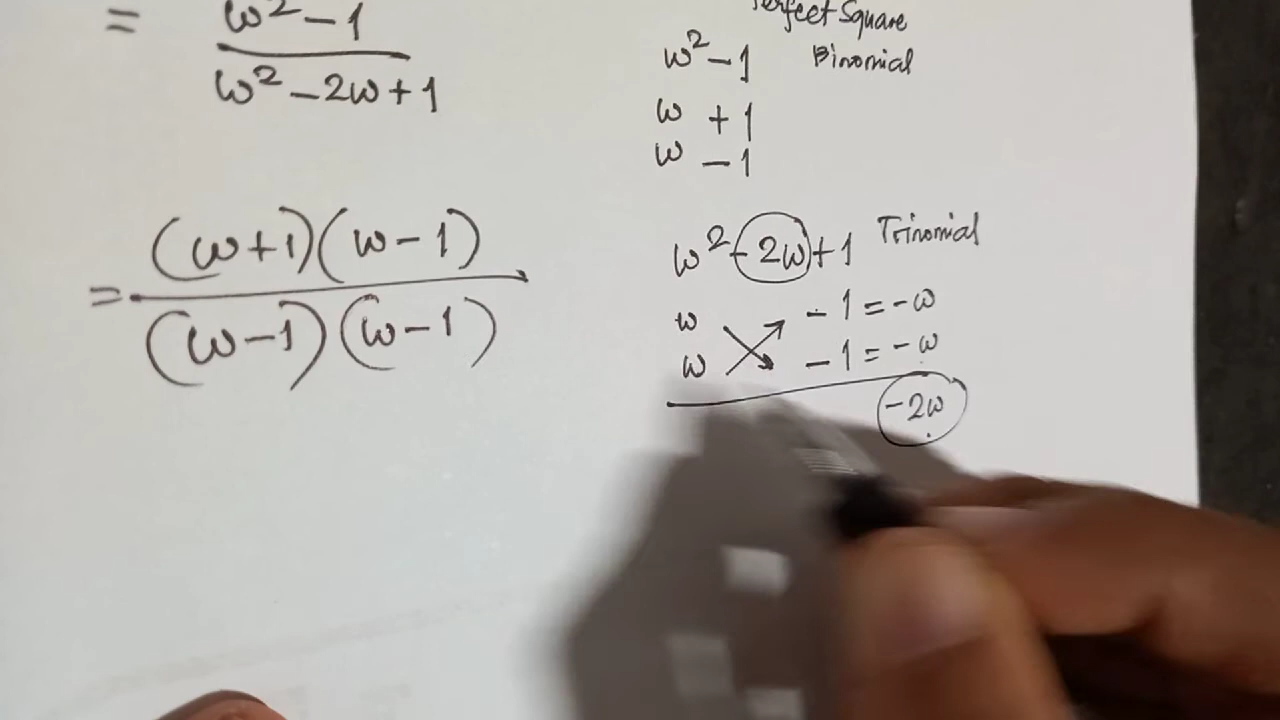 = w² - 1
w² - 2w + 1
= (w+1)(w-1)
(w-1)(w-1)
Perfect Square
w² - 1 Binomial
w + 1
w - 1
w² - 2w + 1 Trinomial
w - 1 = -w
w - 1 = -w
-2w